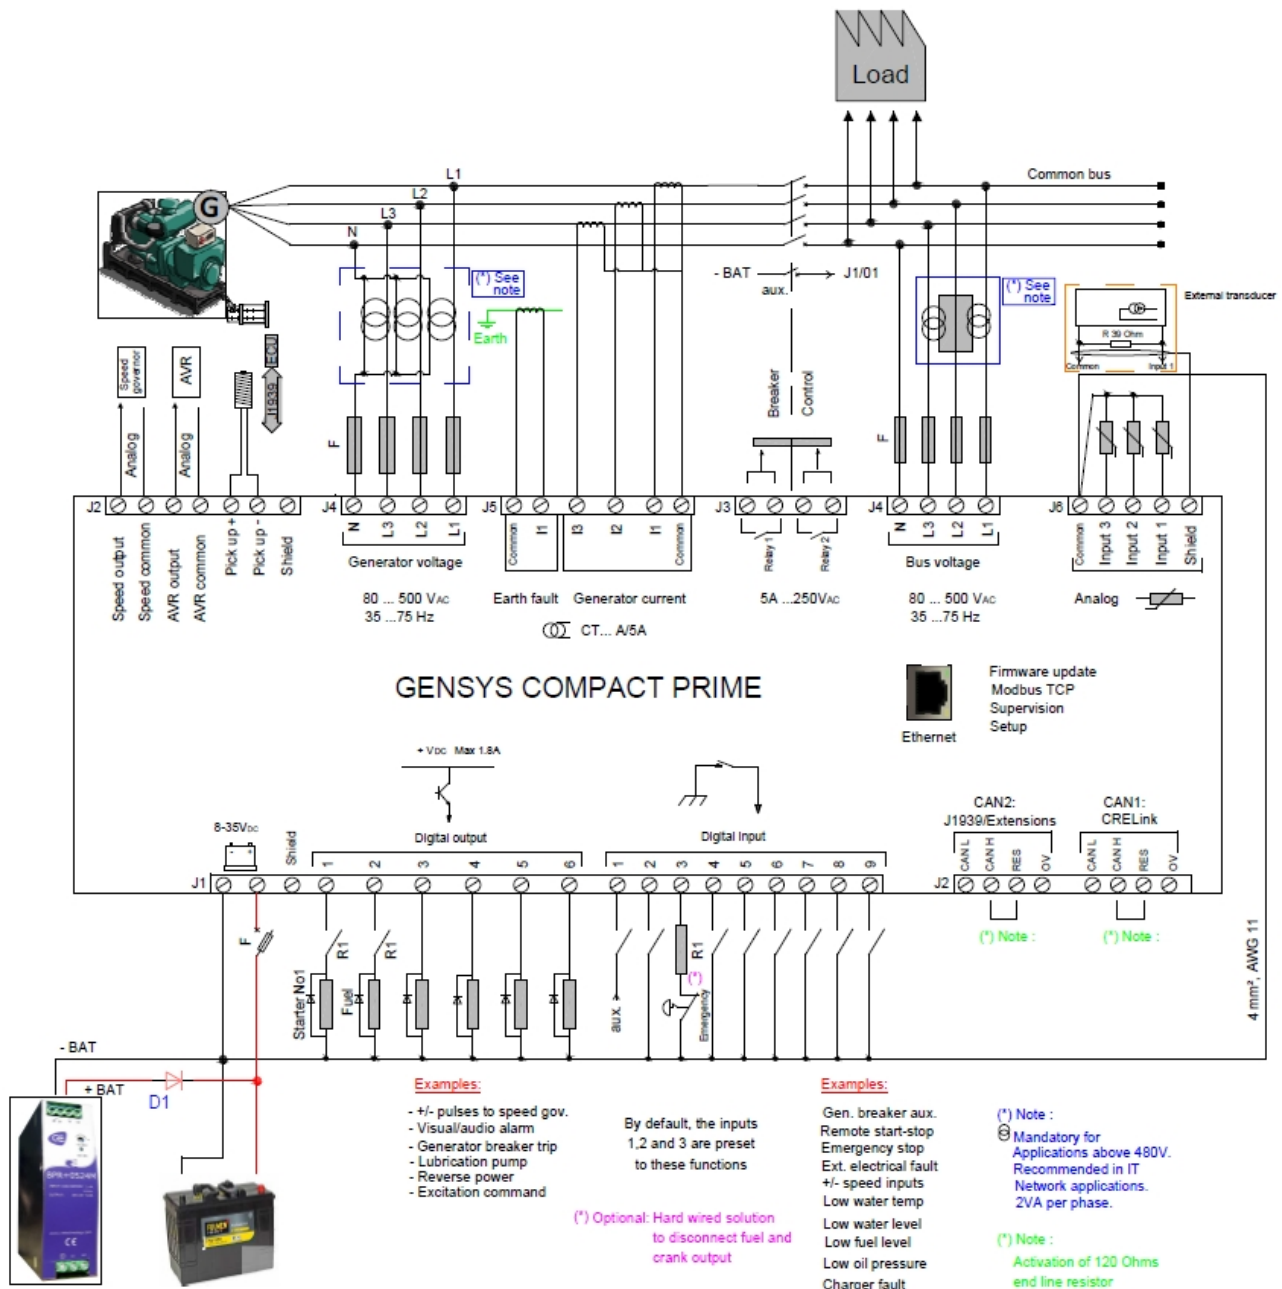 Load
L1
Common bus
L2
G
L3
N
- BAT
J1/01
aux.
(*) See
note
(*) See
note
External transducer
Earth
R 39 Ohm
Common
Input 1
Speed
governor
AVR
ECU
J1939
Analog
Analog
F
Breaker
Control
F
J2
J4
J5
J3
J4
J6
Speed output
Speed common
AVR output
AVR common
Pick up +
Pick up -
Shield
N
L3
L2
L1
Generator voltage
80 ... 500 VAC
35 ...75 Hz
Common
I1
I3
I2
I1
Common
Earth fault
Generator current
CT... A/5A
Relay 1
Relay 2
5A ...250VAC
N
L3
L2
L1
Bus voltage
80 ... 500 VAC
35 ...75 Hz
Common
Input 3
Input 2
Input 1
Shield
Analog
GENSYS COMPACT PRIME
Firmware update
Modbus TCP
Supervision
Setup
Ethernet
+ VDC Max 1.8A
8-35VDC
Shield
Digital output
1
2
3
4
5
6
Digital input
1
2
3
4
5
6
7
8
9
CAN2:
J1939/Extensions
CAN L
CAN H
RES
OV
CAN1:
CRELink
CAN L
CAN H
RES
OV
J1
J2
(*) Note :
(*) Note :
F
R1
R1
R1
(*)
Starter No1
Fuel
aux.
Emergency
4 mm², AWG 11
- BAT
+ BAT
D1
Examples:
- +/- pulses to speed gov.
- Visual/audio alarm
- Generator breaker trip
- Lubrication pump
- Reverse power
- Excitation command
By default, the inputs
1,2 and 3 are preset
to these functions
(*) Optional: Hard wired solution
to disconnect fuel and
crank output
Examples:
Gen. breaker aux.
Remote start-stop
Emergency stop
Ext. electrical fault
+/- speed inputs
Low water temp
Low water level
Low fuel level
Low oil pressure
Charger fault
(*) Note :
Mandatory for
Applications above 480V.
Recommended in IT
Network applications.
2VA per phase.
(*) Note :
Activation of 120 Ohms
end line resistor
CE